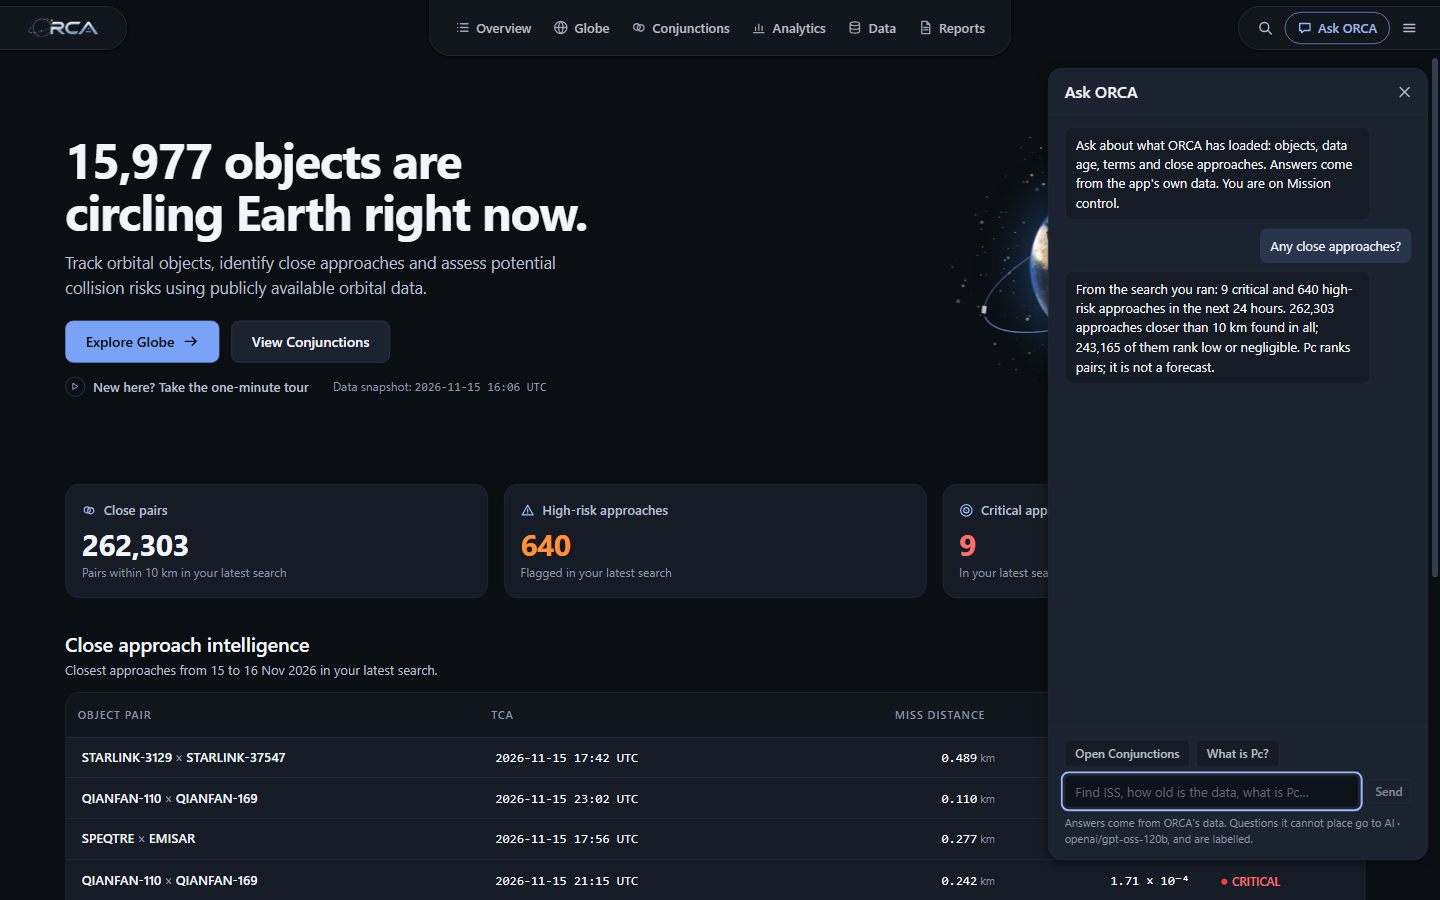 ORCA
Overview
Globe
Conjunctions
Analytics
Data
Reports
Ask ORCA
15,977 objects are
circling Earth right now.
Track orbital objects, identify close approaches and assess potential
collision risks using publicly available orbital data.
Explore Globe →
View Conjunctions
New here? Take the one-minute tour
Data snapshot: 2026-11-15 16:06 UTC
Close pairs
262,303
Pairs within 10 km in your latest search
High-risk approaches
640
Flagged in your latest search
Critical app
9
In your latest sea
Close approach intelligence
Closest approaches from 15 to 16 Nov 2026 in your latest search.
OBJECT PAIR TCA MISS DISTANCE
STARLINK-3129 × STARLINK-37547 2026-11-15 17:42 UTC 0.489 km
QIANFAN-110 × QIANFAN-169 2026-11-15 23:02 UTC 0.110 km
SPEQTRE × EMISAR 2026-11-15 17:56 UTC 0.277 km
QIANFAN-110 × QIANFAN-169 2026-11-15 21:15 UTC 0.242 km 1.71 × 10⁻⁴ CRITICAL
Ask ORCA
Ask about what ORCA has loaded: objects, data
age, terms and close approaches. Answers come
from the app's own data. You are on Mission
control.
Any close approaches?
From the search you ran: 9 critical and 640 high-
risk approaches in the next 24 hours. 262,303
approaches closer than 10 km found in all;
243,165 of them rank low or negligible. Pc ranks
pairs; it is not a forecast.
Open Conjunctions
What is Pc?
Find ISS, how old is the data, what is Pc...
Send
Answers come from ORCA's data. Questions it cannot place go to AI ·
openai/gpt-oss-120b, and are labelled.